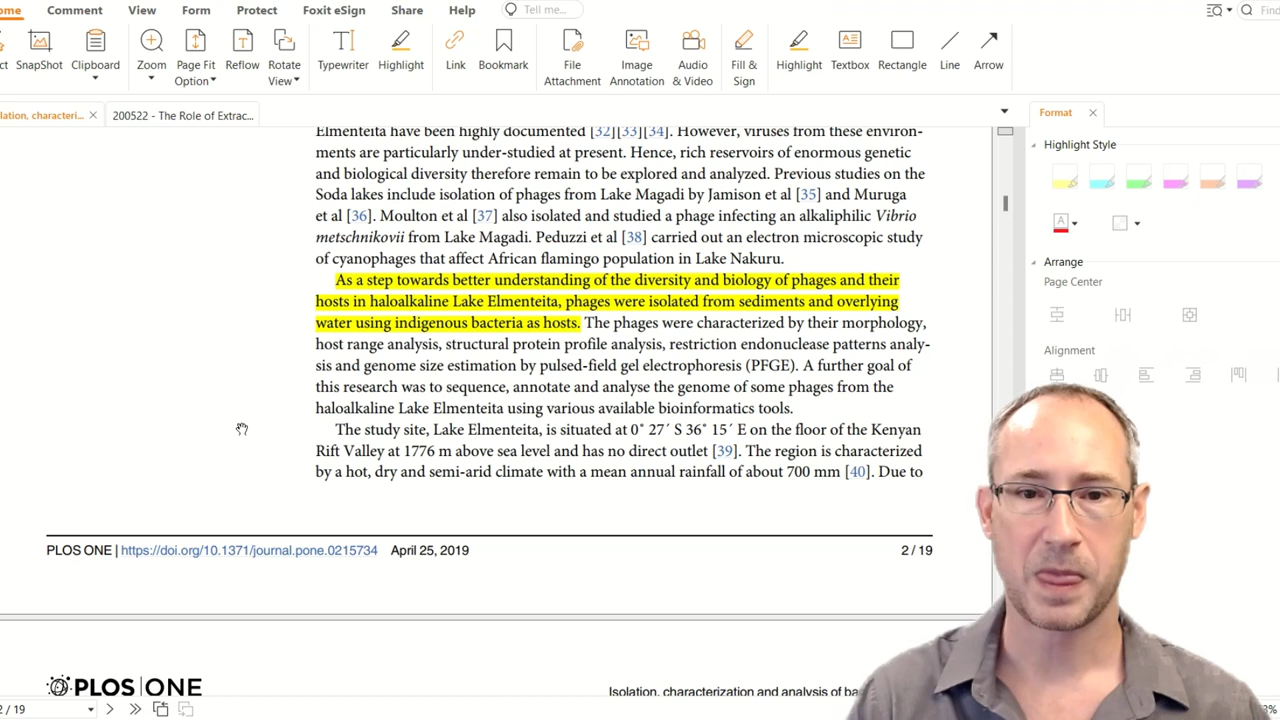 ome Comment View Form Protect Foxit eSign Share Help Tell me... Find
ct SnapShot Clipboard Zoom Page Fit Option Reflow Rotate View Typewriter Highlight Link Bookmark File Attachment Image Annotation Audio & Video Fill & Sign Highlight Textbox Rectangle Line Arrow
lation, characteri... 200522 - The Role of Extrac... Format
Elmenteita have been highly documented [32][33][34]. However, viruses from these environ-
ments are particularly under-studied at present. Hence, rich reservoirs of enormous genetic
and biological diversity therefore remain to be explored and analyzed. Previous studies on the
Soda lakes include isolation of phages from Lake Magadi by Jamison et al [35] and Muruga
et al [36]. Moulton et al [37] also isolated and studied a phage infecting an alkaliphilic Vibrio
metschnikovii from Lake Magadi. Peduzzi et al [38] carried out an electron microscopic study
of cyanophages that affect African flamingo population in Lake Nakuru.
As a step towards better understanding of the diversity and biology of phages and their
hosts in haloalkaline Lake Elmenteita, phages were isolated from sediments and overlying
water using indigenous bacteria as hosts. The phages were characterized by their morphology,
host range analysis, structural protein profile analysis, restriction endonuclease patterns analy-
sis and genome size estimation by pulsed-field gel electrophoresis (PFGE). A further goal of
this research was to sequence, annotate and analyse the genome of some phages from the
haloalkaline Lake Elmenteita using various available bioinformatics tools.
The study site, Lake Elmenteita, is situated at 0˚ 27´ S 36˚ 15´ E on the floor of the Kenyan
Rift Valley at 1776 m above sea level and has no direct outlet [39]. The region is characterized
by a hot, dry and semi-arid climate with a mean annual rainfall of about 700 mm [40]. Due to
PLOS ONE | https://doi.org/10.1371/journal.pone.0215734 April 25, 2019 2 / 19
PLOS ONE Isolation, characterization and analysis of ba
2 / 19
Highlight Style
A
Arrange
Page Center
Alignment